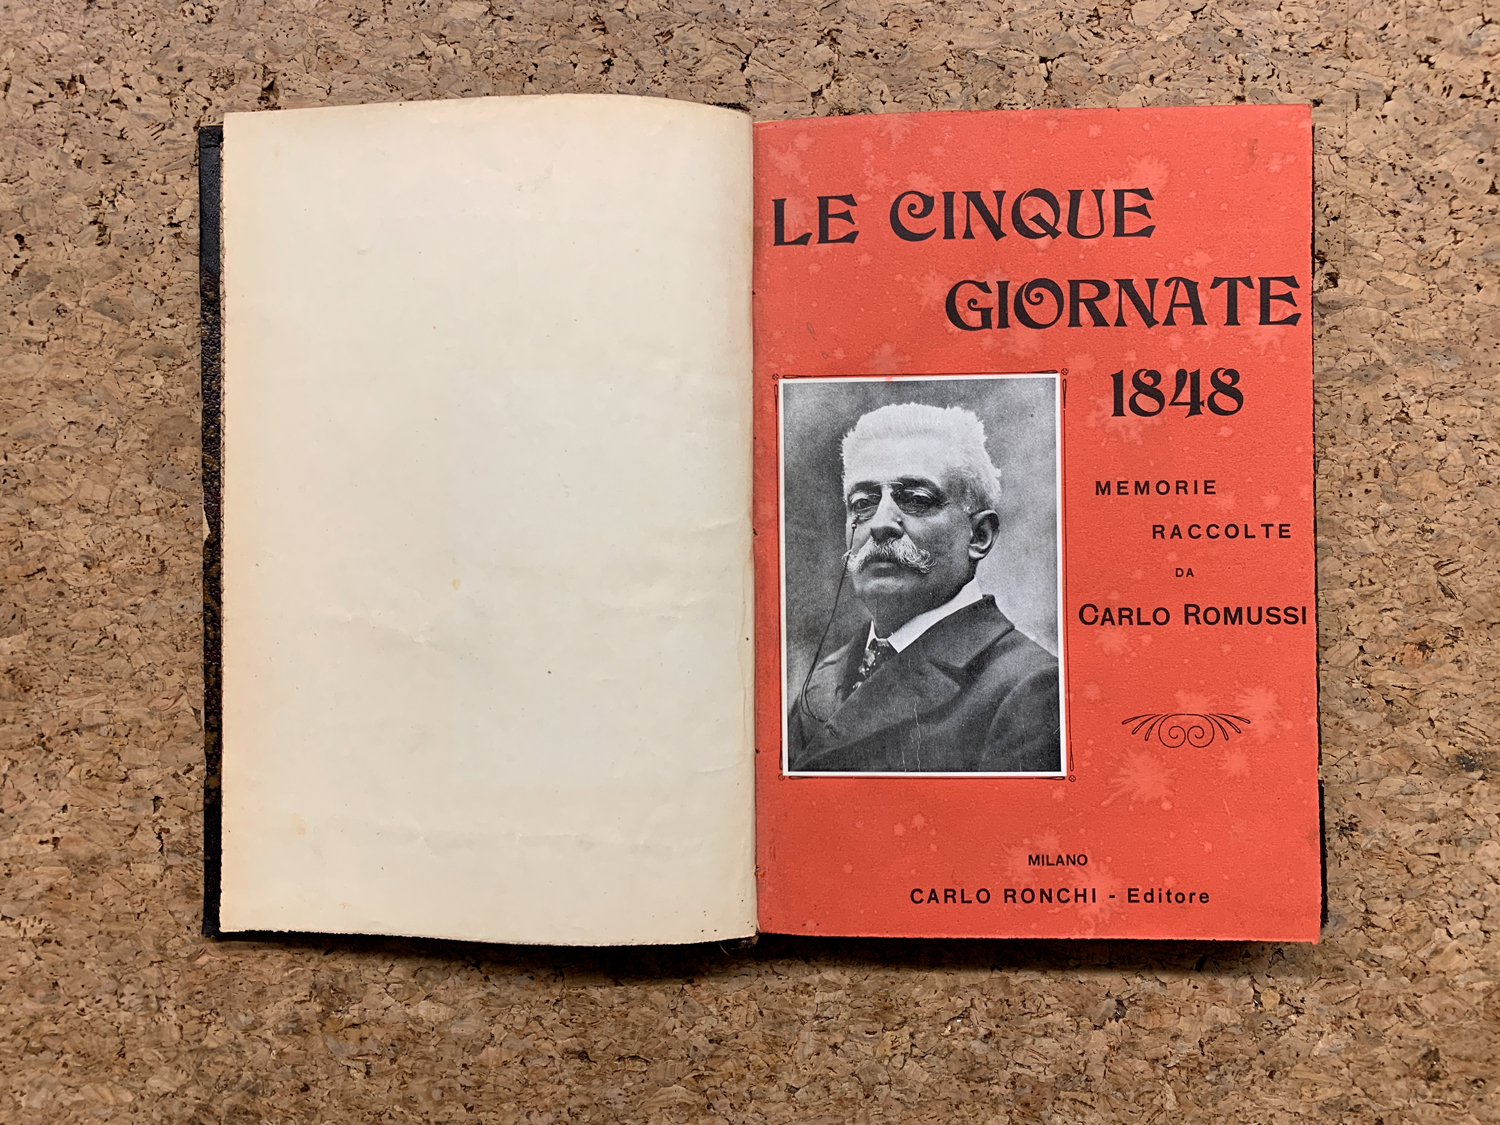 LE CINQUE
GIORNATE
1848
MEMORIE
RACCOLTE
DA
CARLO ROMUSSI
MILANO
CARLO RONCHI - Editore